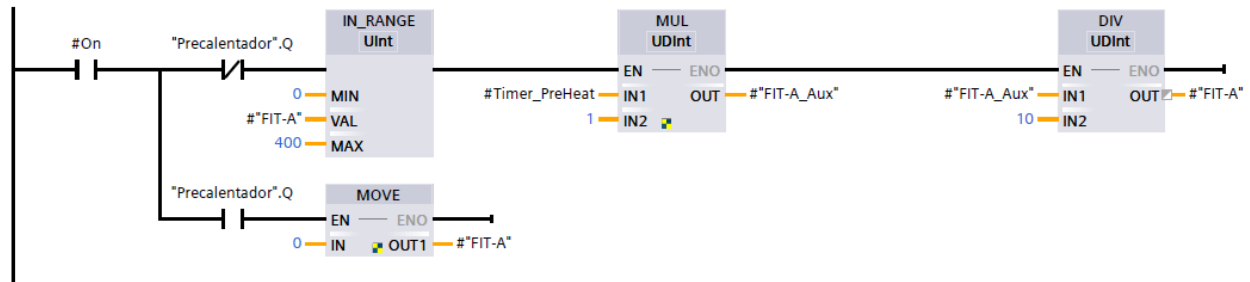 #On
"Precalentador".Q
IN_RANGE
UInt
0 MIN
#"FIT-A" VAL
400 MAX
MUL
UDInt
EN ENO
#Timer_PreHeat IN1 OUT #"FIT-A_Aux"
1 IN2
DIV
UDInt
EN ENO
#"FIT-A_Aux" IN1 OUT #"FIT-A"
10 IN2
"Precalentador".Q
MOVE
EN ENO
0 IN OUT1 #"FIT-A"